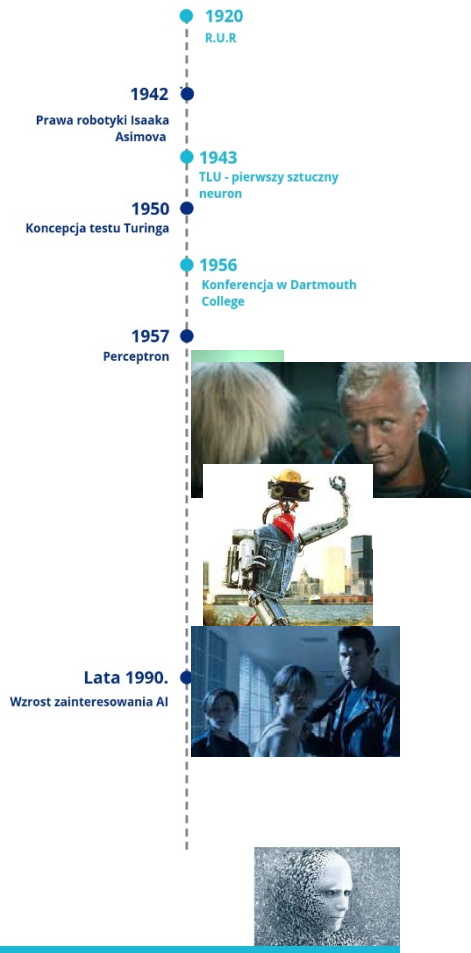 1920
R.U.R
1942
Prawa robotyki Isaaka
Asimova
1943
TLU - pierwszy sztuczny
neuron
1950
Koncepcja testu Turinga
1956
Konferencja w Dartmouth
College
1957
Perceptron
Lata 1990.
Wzrost zainteresowania AI